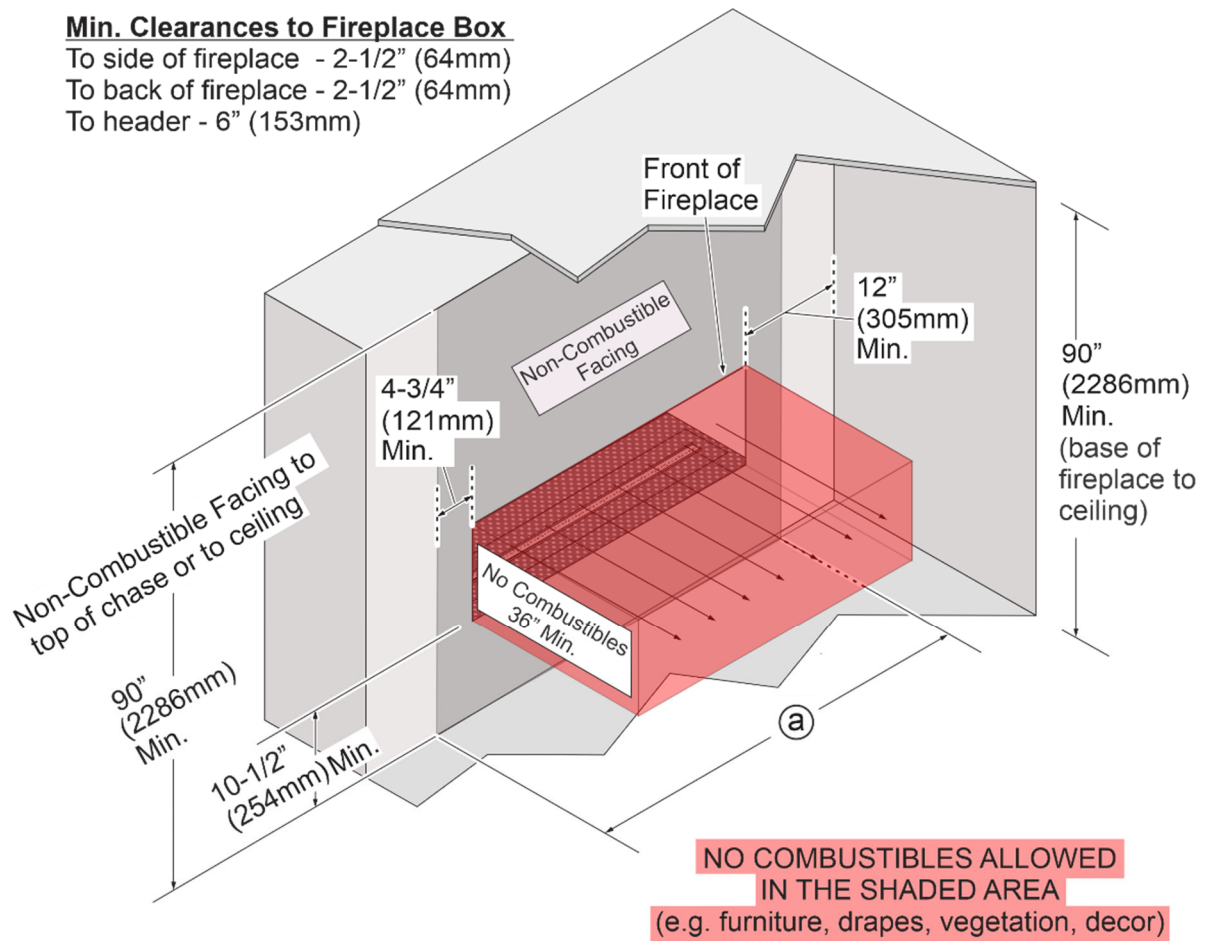 Min. Clearances to Fireplace Box
To side of fireplace - 2-1/2” (64mm)
To back of fireplace - 2-1/2” (64mm)
To header - 6” (153mm)
Front of
Fireplace
12”
(305mm)
Min.
Non-Combustible
Facing
4-3/4”
(121mm)
Min.
90”
(2286mm)
Min.
(base of
fireplace to
ceiling)
Non-Combustible Facing to
top of chase or to ceiling
No Combustibles
36” Min.
90”
(2286mm)
Min.
10-1/2”
(254mm) Min.
a
NO COMBUSTIBLES ALLOWED
IN THE SHADED AREA
(e.g. furniture, drapes, vegetation, decor)